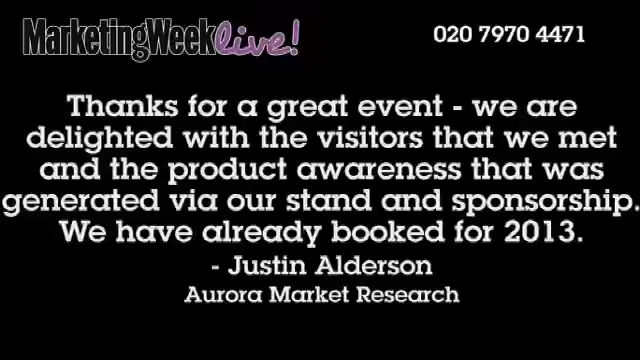 MarketingWeek live!
020 7970 4471
Thanks for a great event - we are
delighted with the visitors that we met
and the product awareness that was
generated via our stand and sponsorship.
We have already booked for 2013.
- Justin Alderson
Aurora Market Research